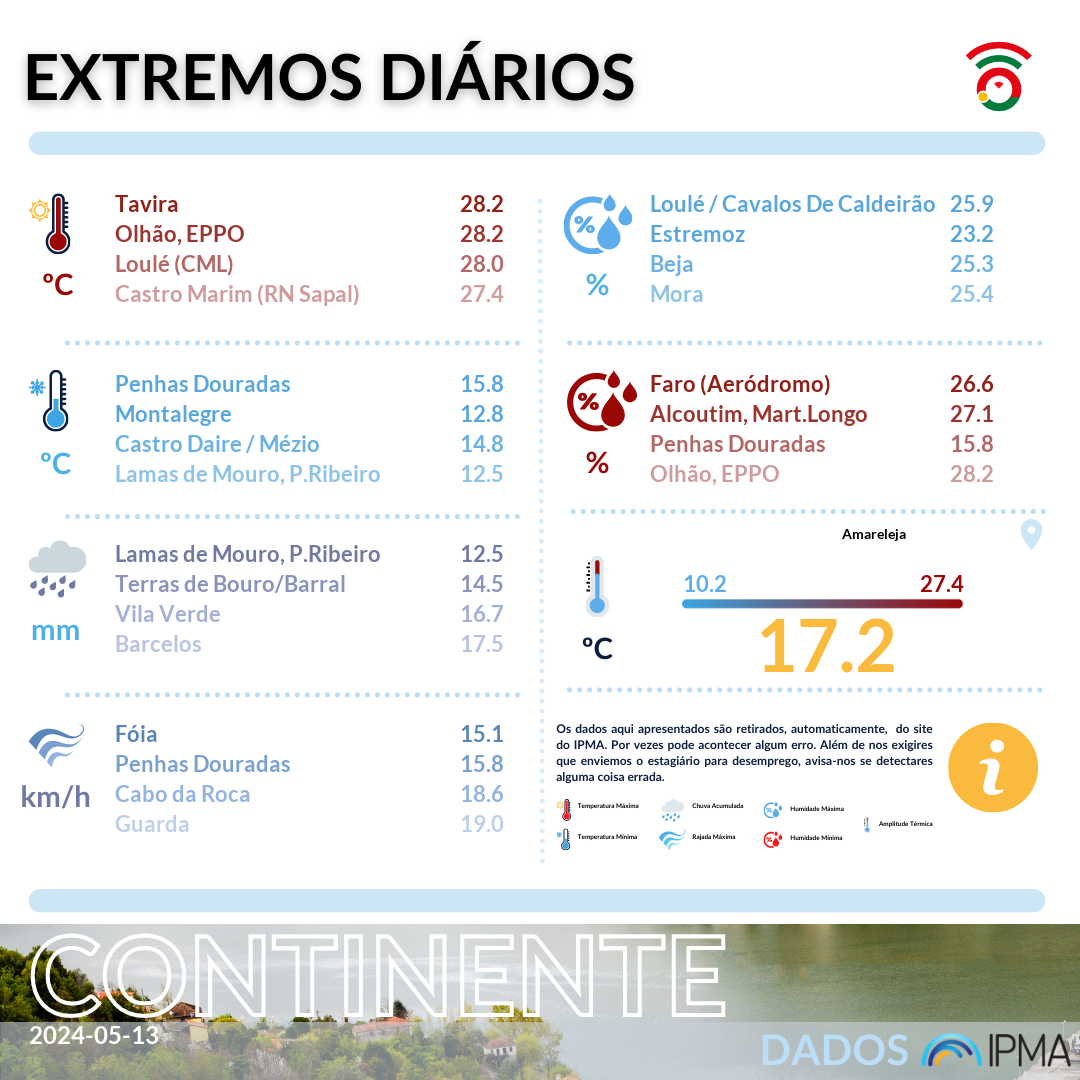 EXTREMOS DIÁRIOS
Tavira 28.2
Olhão, EPPO 28.2
Loulé (CML) 28.0
Castro Marim (RN Sapal) 27.4
ºC
Penhas Douradas 15.8
Montalegre 12.8
Castro Daire / Mézio 14.8
Lamas de Mouro, P.Ribeiro 12.5
ºC
Lamas de Mouro, P.Ribeiro 12.5
Terras de Bouro/Barral 14.5
Vila Verde 16.7
Barcelos 17.5
mm
Fóia 15.1
Penhas Douradas 15.8
Cabo da Roca 18.6
Guarda 19.0
km/h
%
Loulé / Cavalos De Caldeirão 25.9
Estremoz 23.2
Beja 25.3
Mora 25.4
%
%
Faro (Aeródromo) 26.6
Alcoutim, Mart.Longo 27.1
Penhas Douradas 15.8
Olhão, EPPO 28.2
%
Amareleja
10.2 27.4
17.2
ºC
Os dados aqui apresentados são retirados, automaticamente, do site
do IPMA. Por vezes pode acontecer algum erro. Além de nos exigires
que enviemos o estagiário para desemprego, avisa-nos se detectares
alguma coisa errada.
i
Temperatura Máxima Chuva Acumulada Humidade Máxima
Amplitude Térmica
Temperatura Mínima Rajada Máxima Humidade Mínima
CONTINENTE
2024-05-13
DADOS IPMA